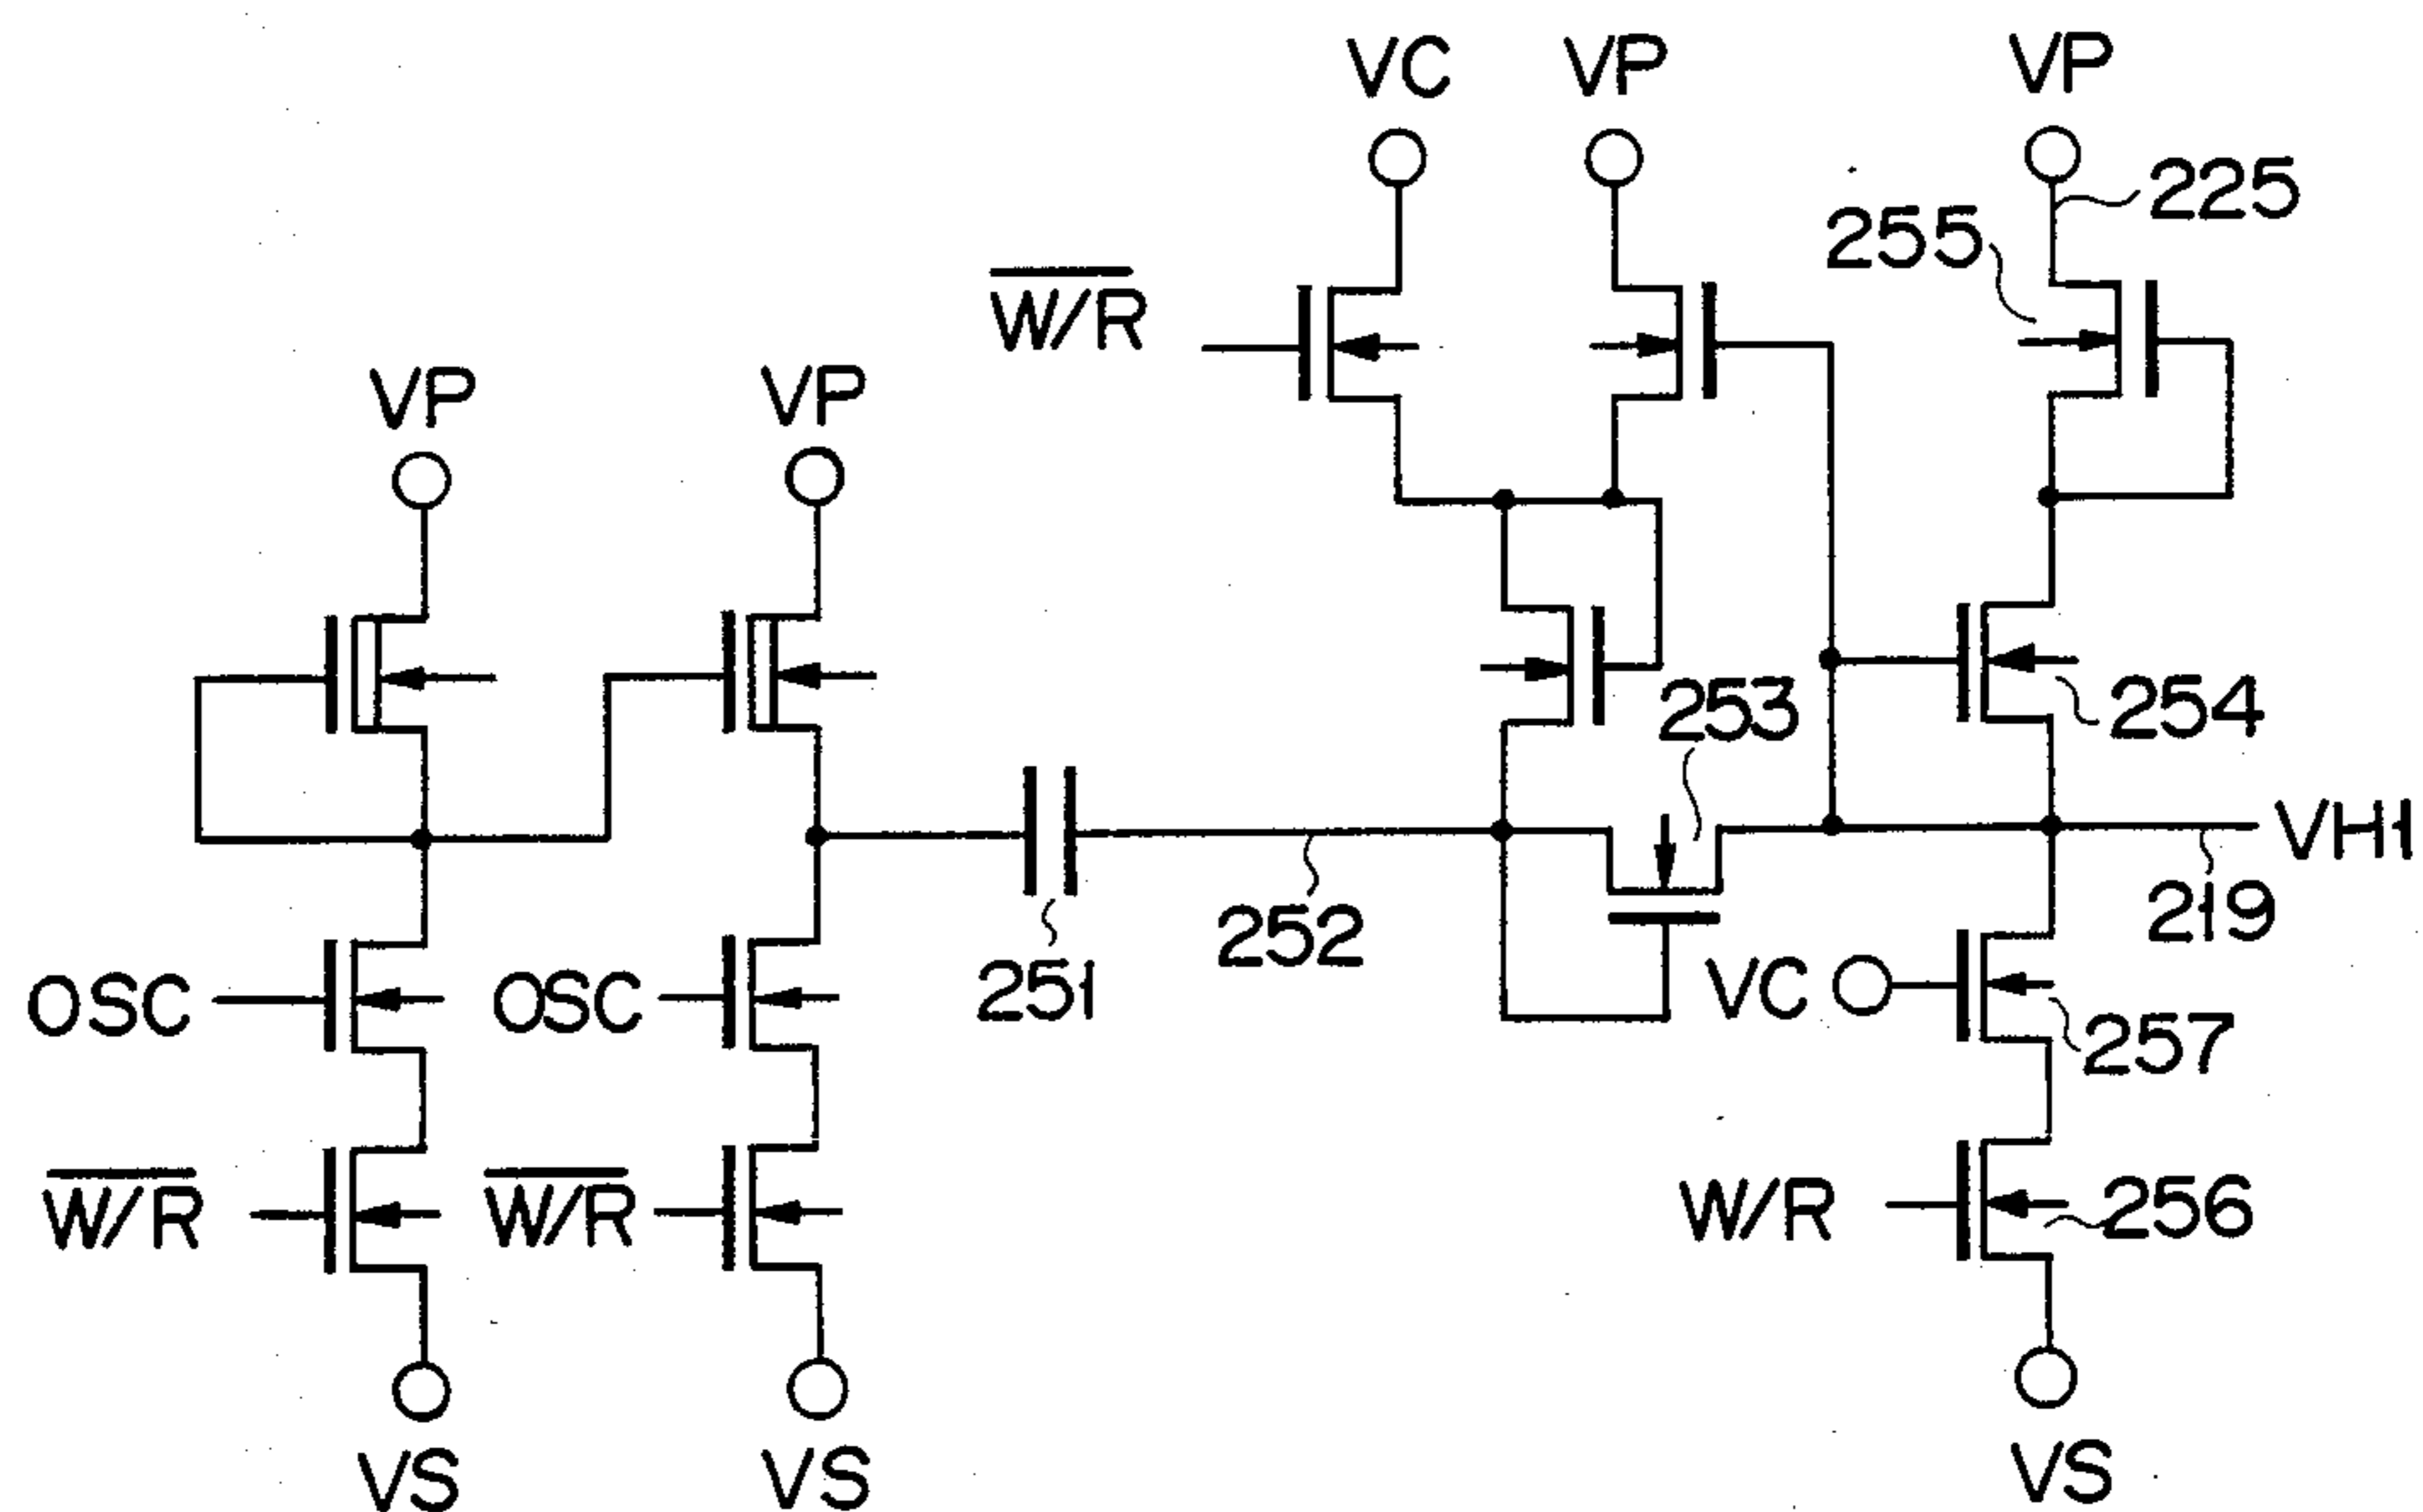 VC VP VP
225
255
W/R
VP VP
253
254
VH1
252
219
251
OSC OSC VC
257
W/R W/R W/R 256
VS VS VS